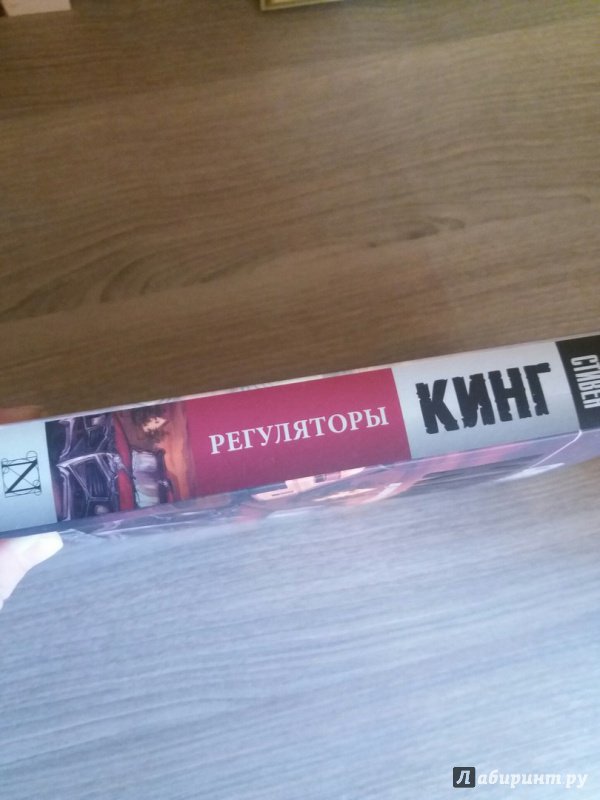 СТИВЕН
КИНГ
РЕГУЛЯТОРЫ
N
Лабиринт.ру